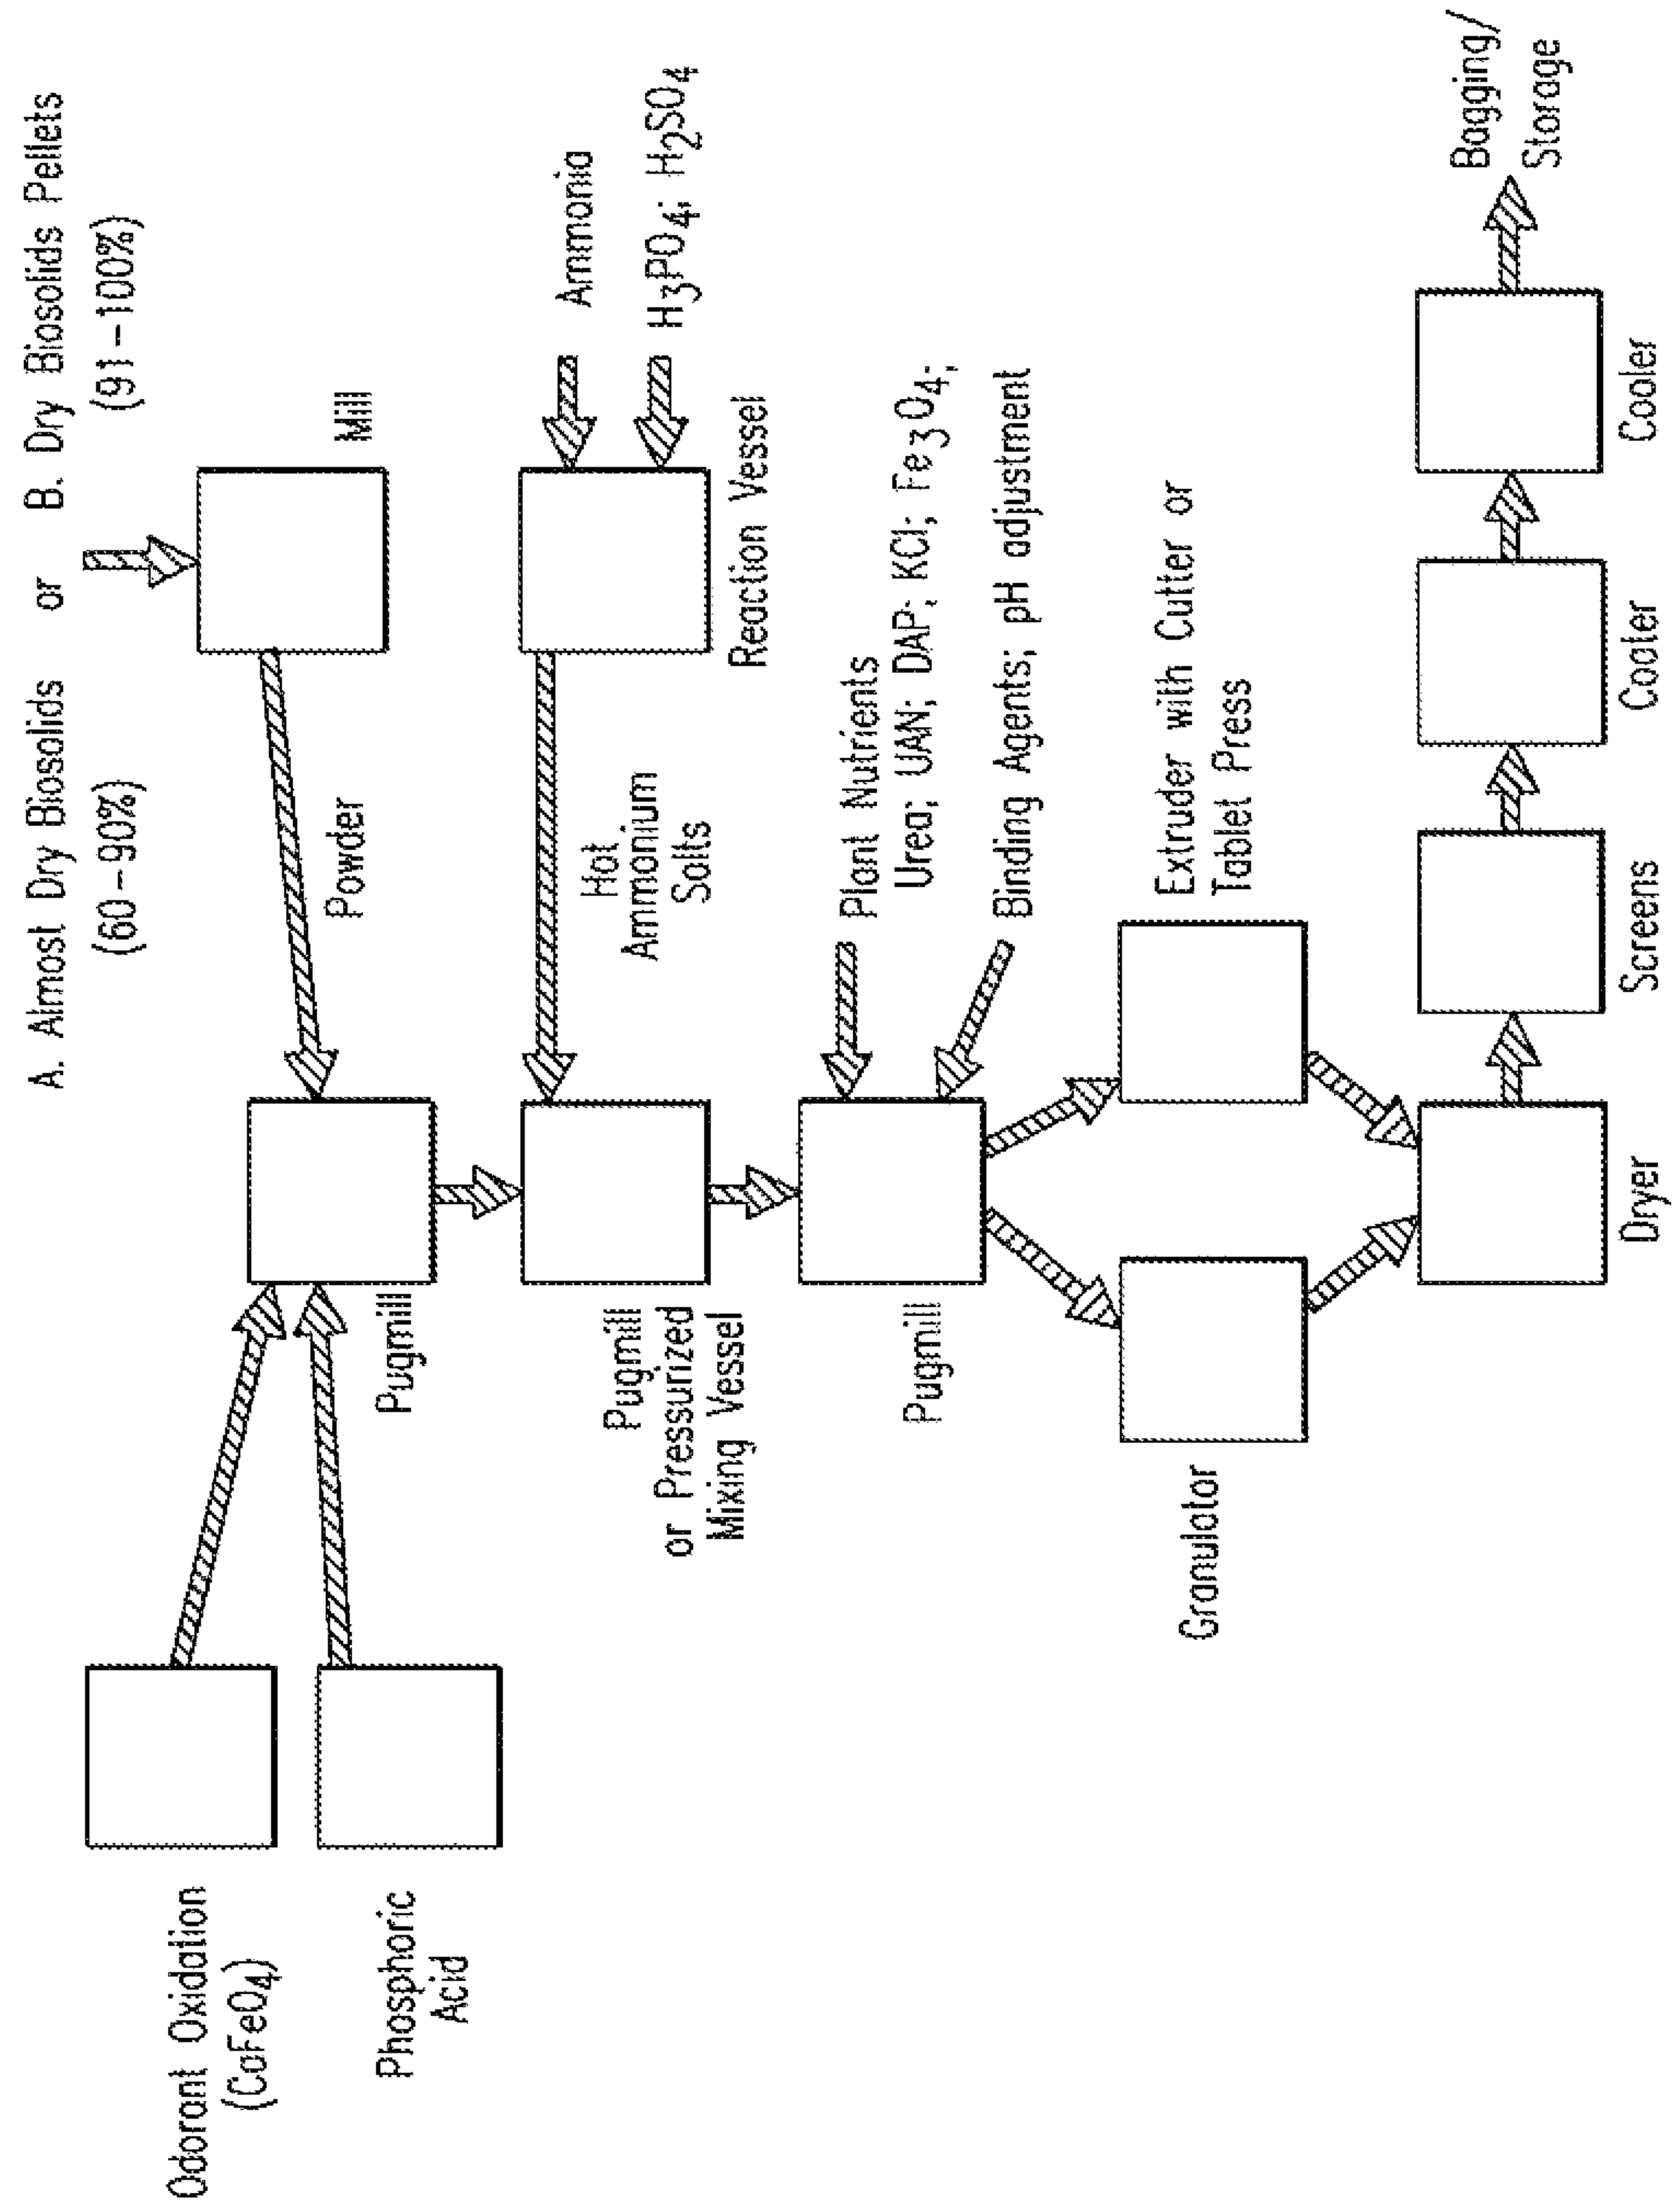 A. Almost Dry Biosolids or B. Dry Biosolids Pellets
(60-90%) (91-100%)
Mill
Powder
Odorant Oxidation
(CaFeO4)
Phosphoric
Acid
Pugmill
Ammonia
H3PO4; H2SO4
Reaction Vessel
Hot
Ammonium
Salts
Pugmill
or Pressurized
Mixing Vessel
Plant Nutrients
Urea; UAN; DAP; KCl; Fe3O4;
Binding Agents; pH adjustment
Pugmill
Extruder with Cutter or
Tablet Press
Granulator
Dryer
Screens
Cooler
Cooler
Bagging/
Storage